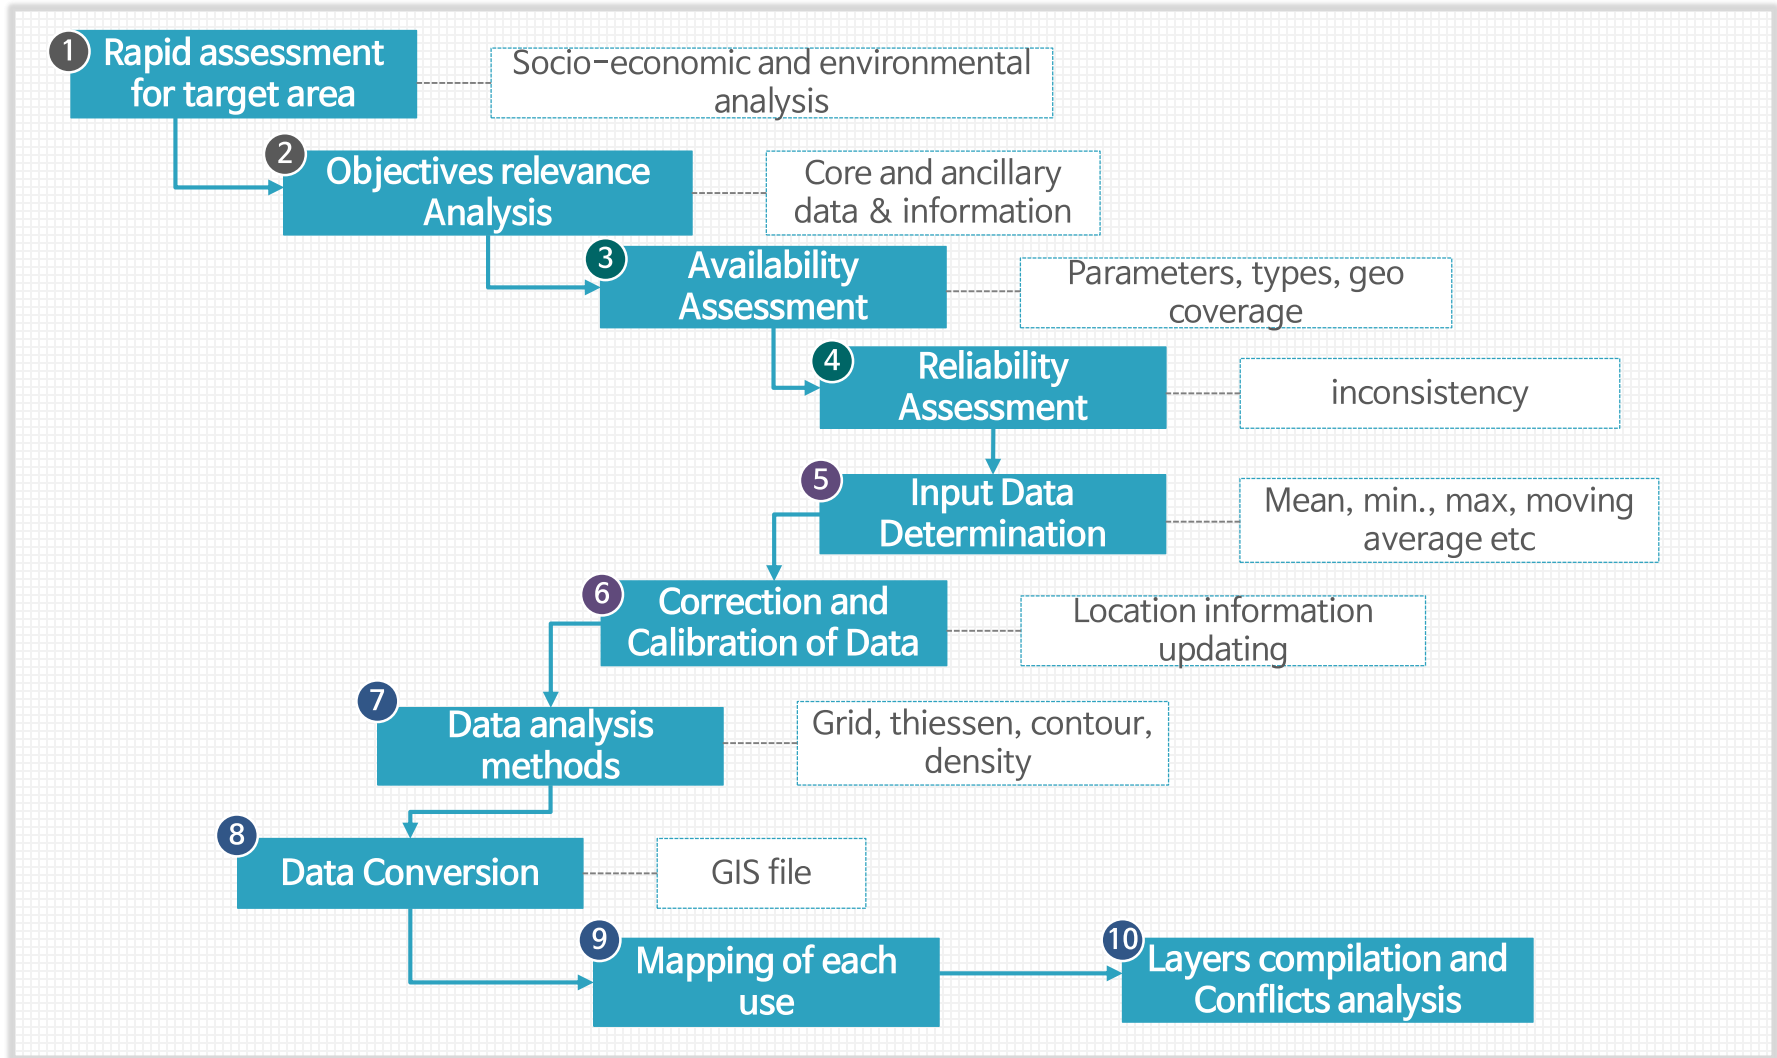 1
Rapid assessment
for target area
Socio-economic and environmental
analysis
2
Objectives relevance
Analysis
Core and ancillary
data & information
3
Availability
Assessment
Parameters, types, geo
coverage
4
Reliability
Assessment
inconsistency
5
Input Data
Determination
Mean, min., max, moving
average etc
6
Correction and
Calibration of Data
Location information
updating
7
Data analysis
methods
Grid, thiessen, contour,
density
8
Data Conversion
GIS file
9
Mapping of each
use
10
Layers compilation and
Conflicts analysis